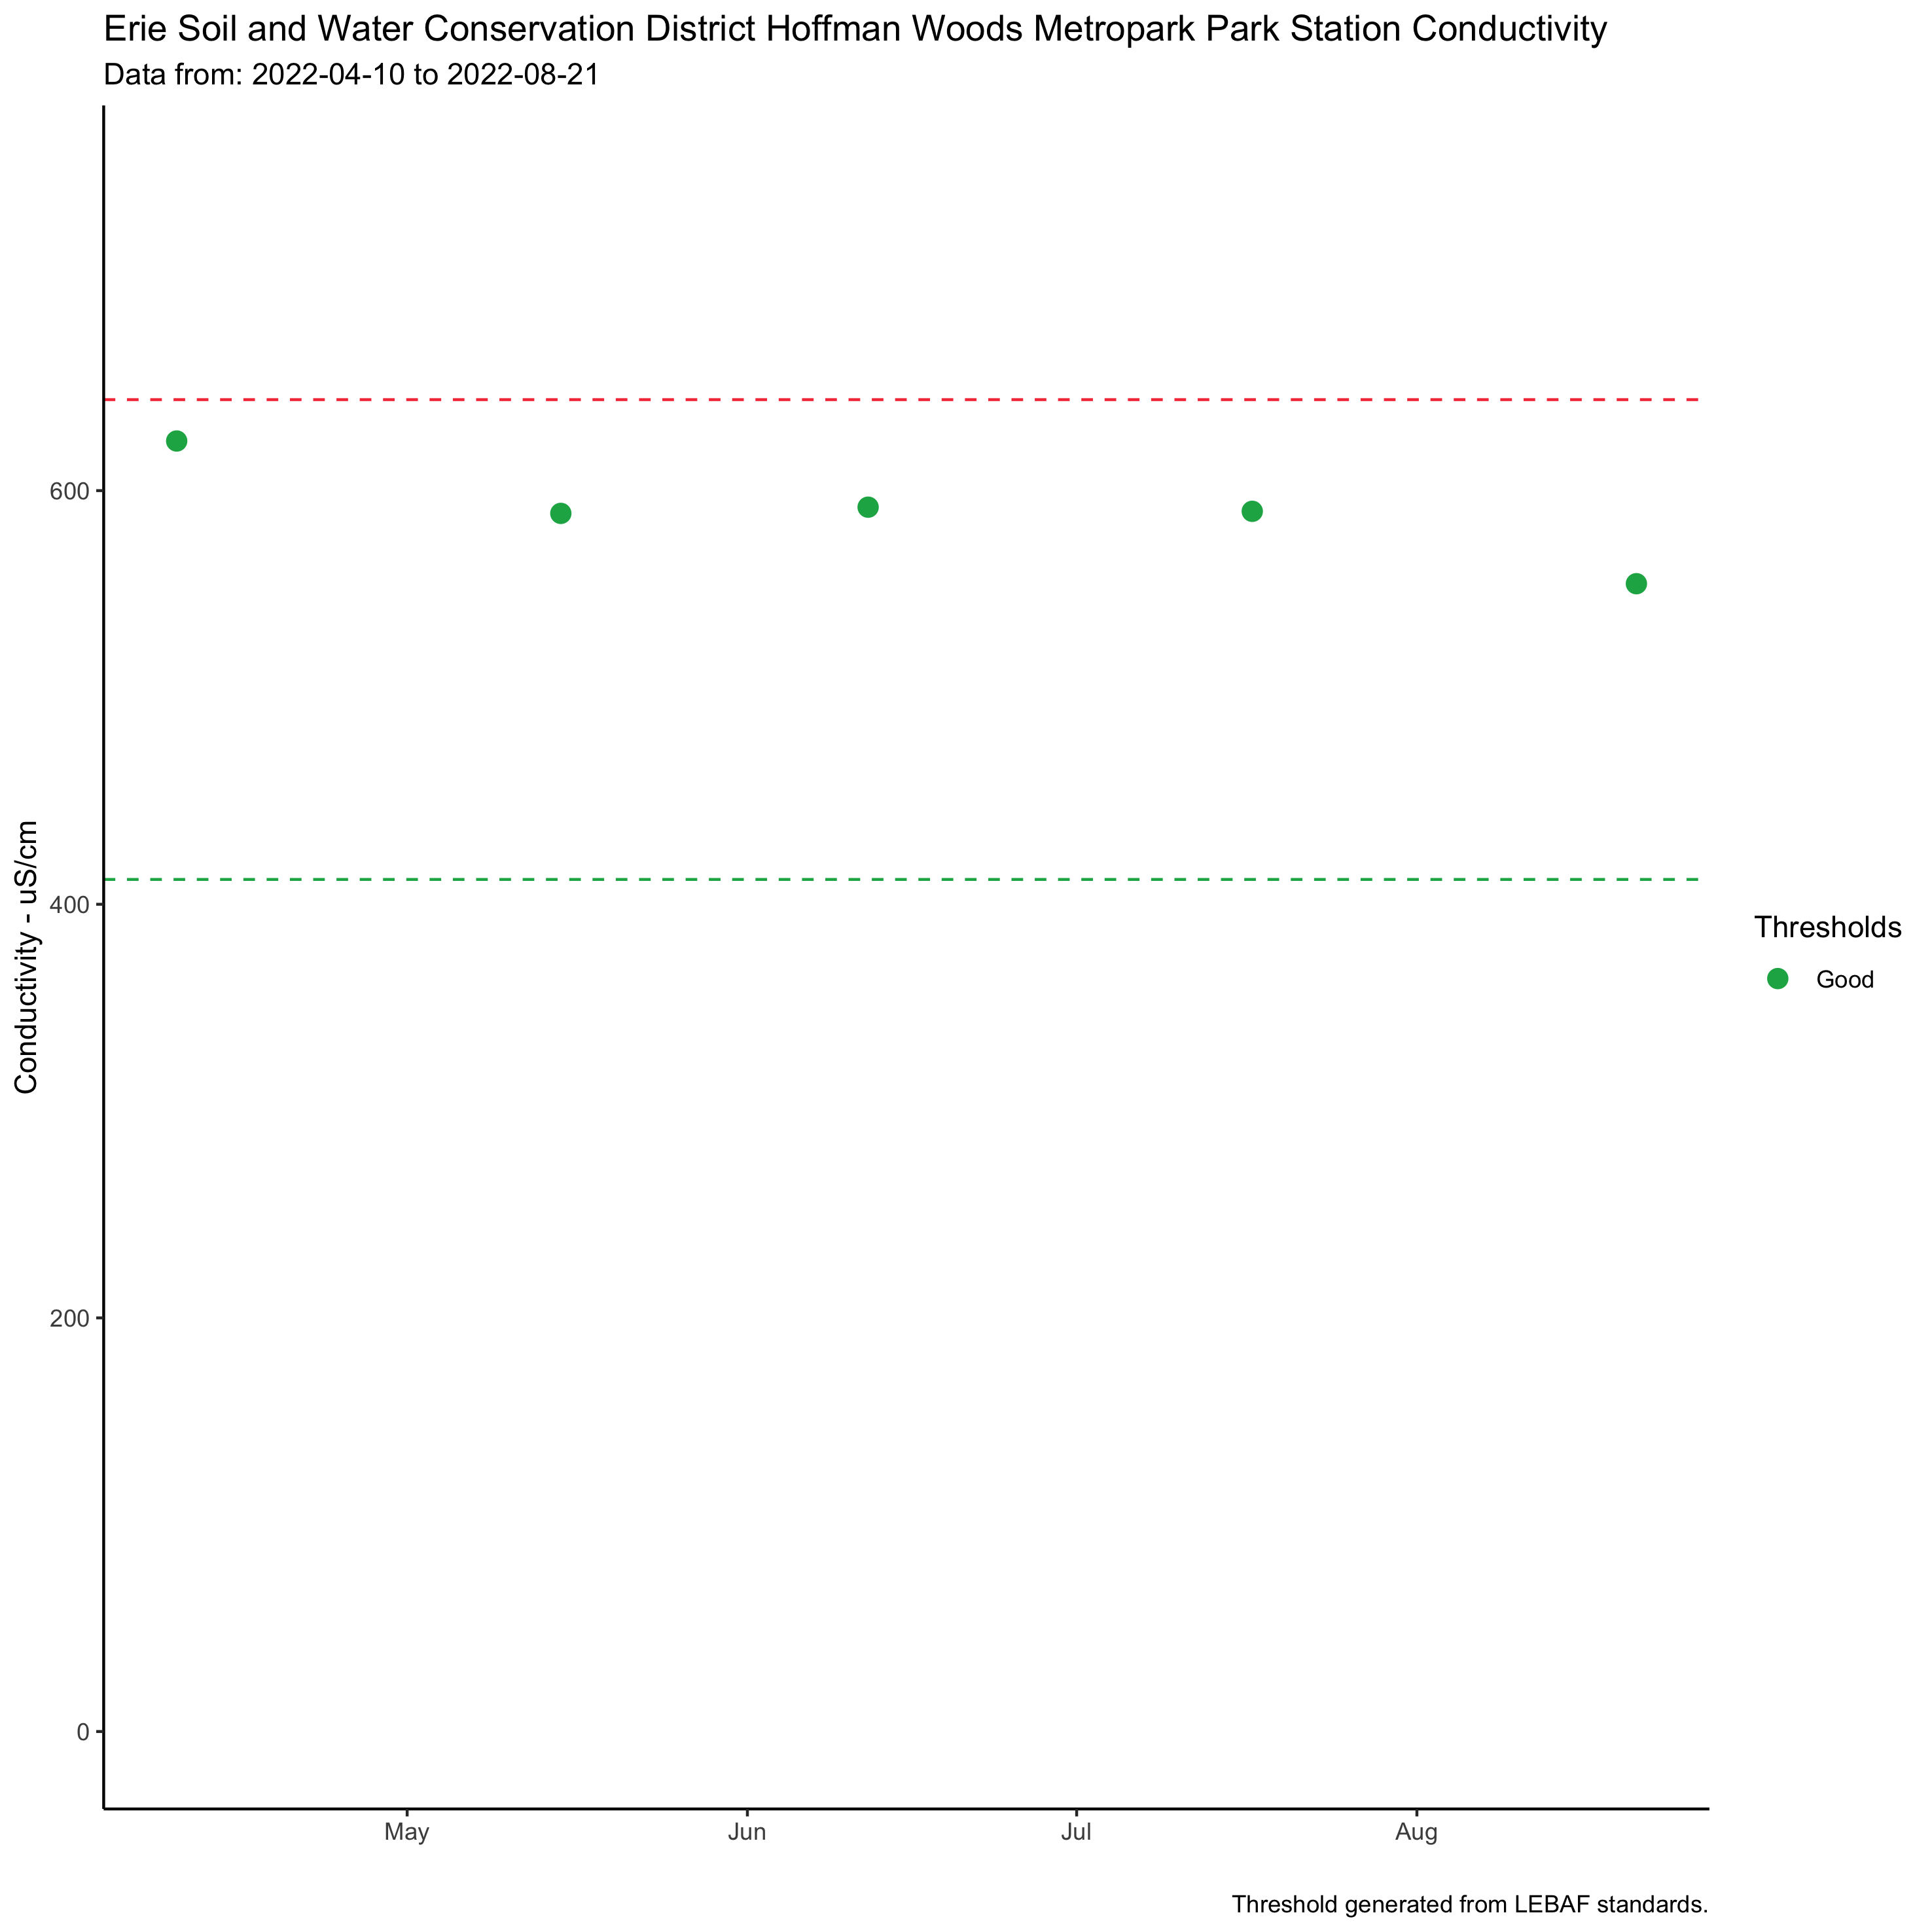 Erie Soil and Water Conservation District Hoffman Woods Metropark Park Station Conductivity
Data from: 2022-04-10 to 2022-08-21
Conductivity - uS/cm
600
400
200
0
May
Jun
Jul
Aug
Thresholds
Good
Threshold generated from LEBAF standards.